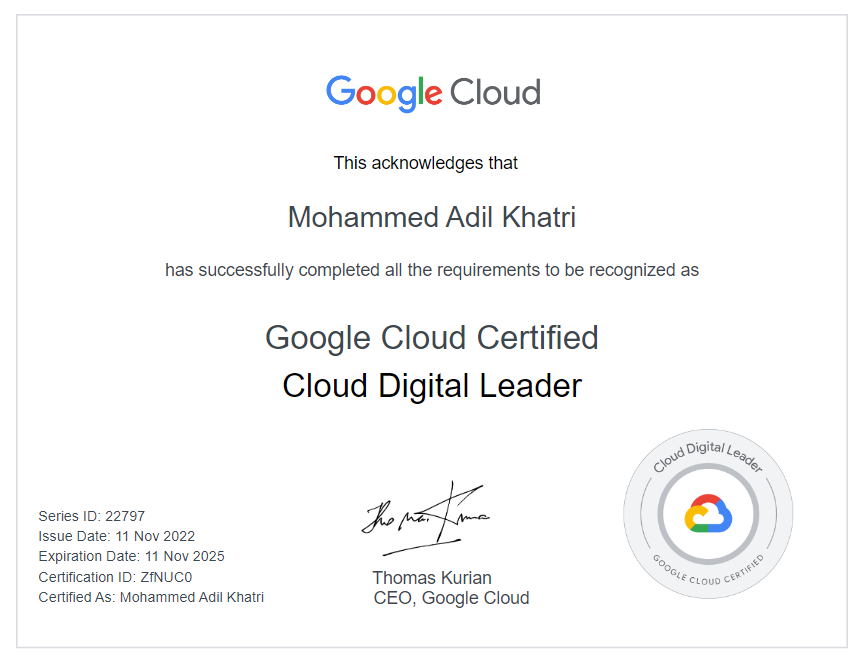 Google Cloud
This acknowledges that
Mohammed Adil Khatri
has successfully completed all the requirements to be recognized as
Google Cloud Certified
Cloud Digital Leader
Series ID: 22797
Issue Date: 11 Nov 2022
Expiration Date: 11 Nov 2025
Certification ID: ZfNUC0
Certified As: Mohammed Adil Khatri
Thomas Kurian
Thomas Kurian
CEO, Google Cloud
Cloud Digital Leader
GOOGLE CLOUD CERTIFIED